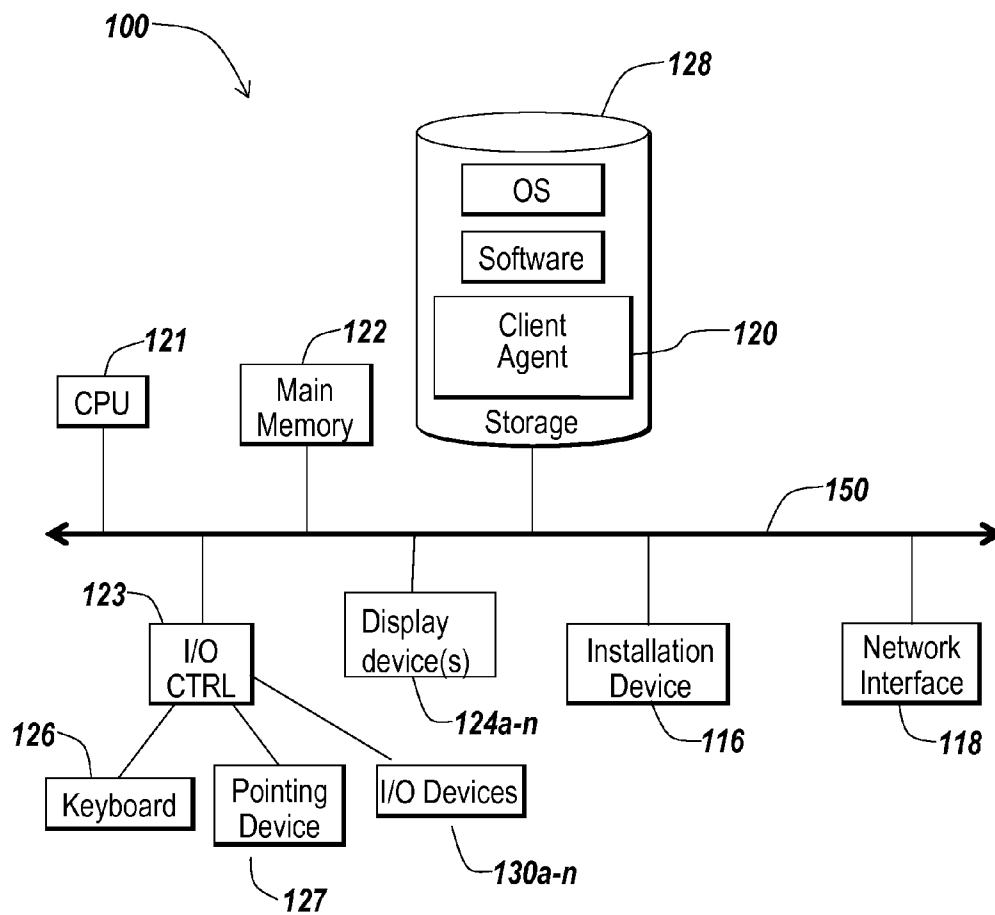 100
128
OS
Software
Client
Agent
120
Storage
121
CPU
122
Main
Memory
150
123
I/O
CTRL
Display
device(s)
124a-n
Installation
Device
116
Network
Interface
118
126
Keyboard
Pointing
Device
127
I/O Devices
130a-n